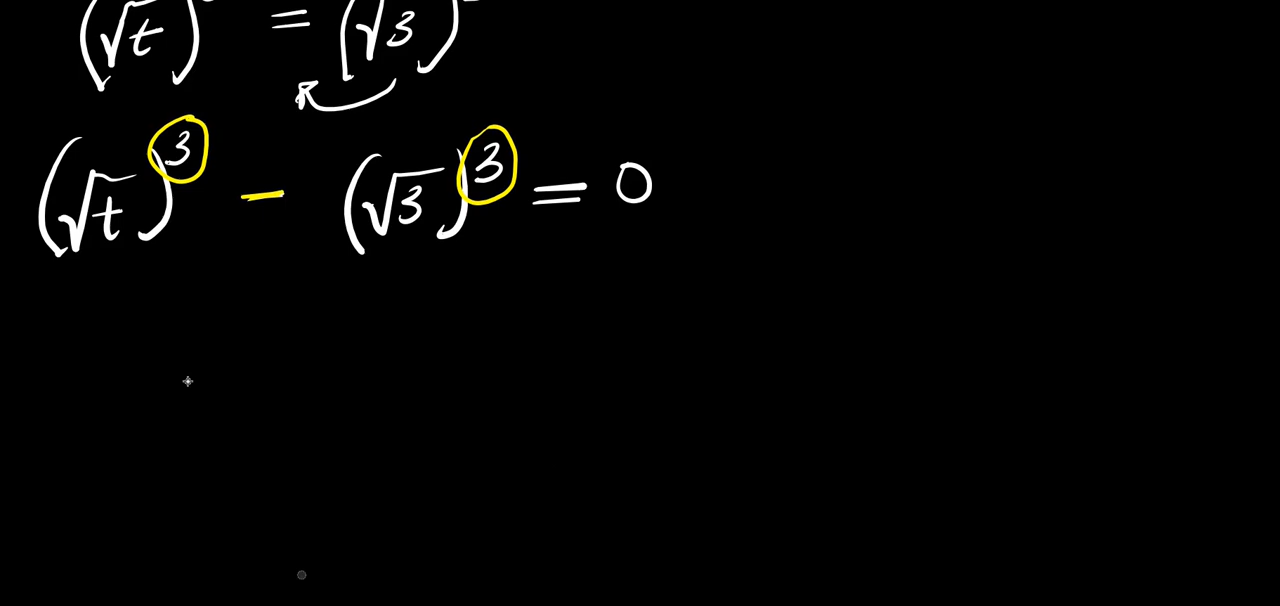 (√t) = (√3)
(√t)³ - (√3)³ = 0